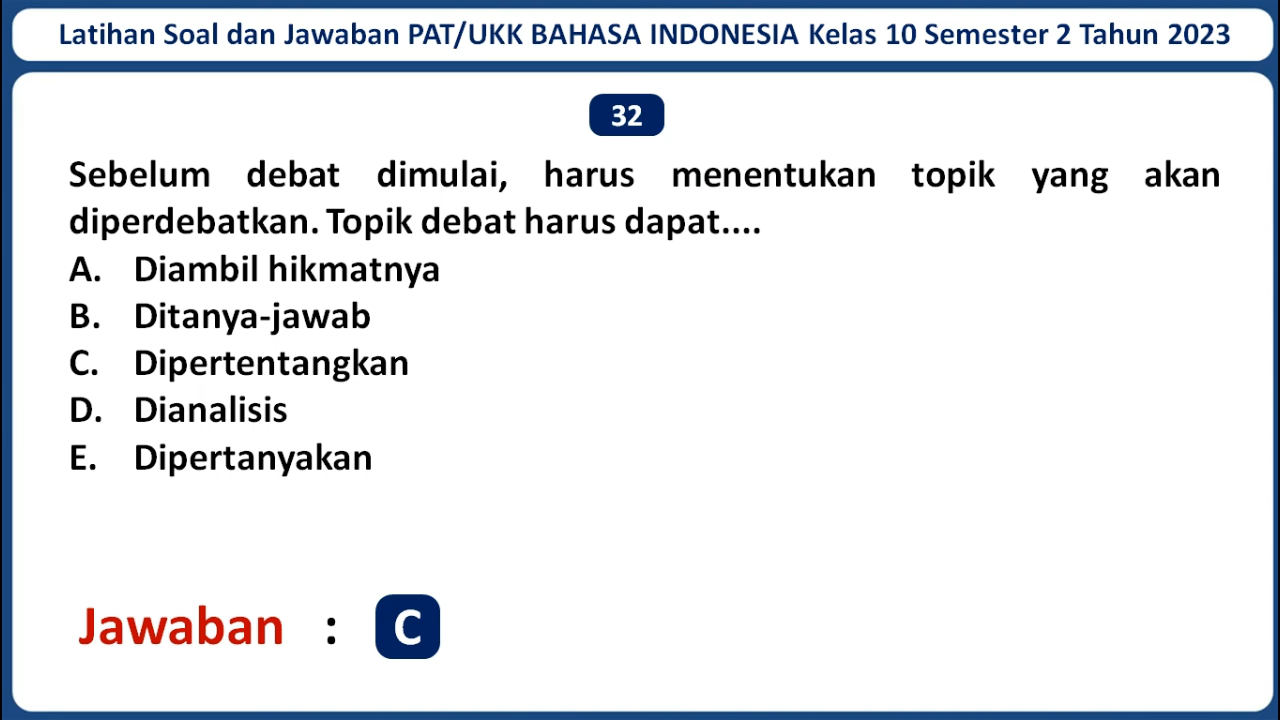 Latihan Soal dan Jawaban PAT/UKK BAHASA INDONESIA Kelas 10 Semester 2 Tahun 2023
32
Sebelum debat dimulai, harus menentukan topik yang akan
diperdebatkan. Topik debat harus dapat....
A. Diambil hikmatnya
B. Ditanya-jawab
C. Dipertentangkan
D. Dianalisis
E. Dipertanyakan
Jawaban : C